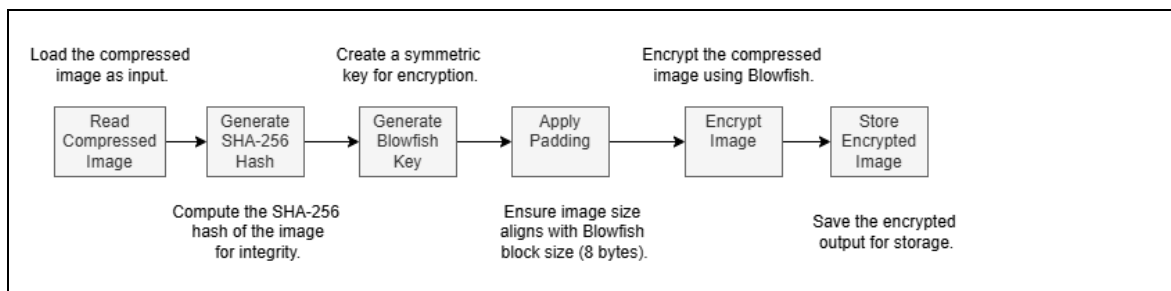 Load the compressed
image as input.
Create a symmetric
key for encryption.
Encrypt the compressed
image using Blowfish.
Read
Compressed
Image
Generate
SHA-256
Hash
Generate
Blowfish
Key
Apply
Padding
Encrypt
Image
Store
Encrypted
Image
Compute the SHA-256
hash of the image
for integrity.
Ensure image size
aligns with Blowfish
block size (8 bytes).
Save the encrypted
output for storage.